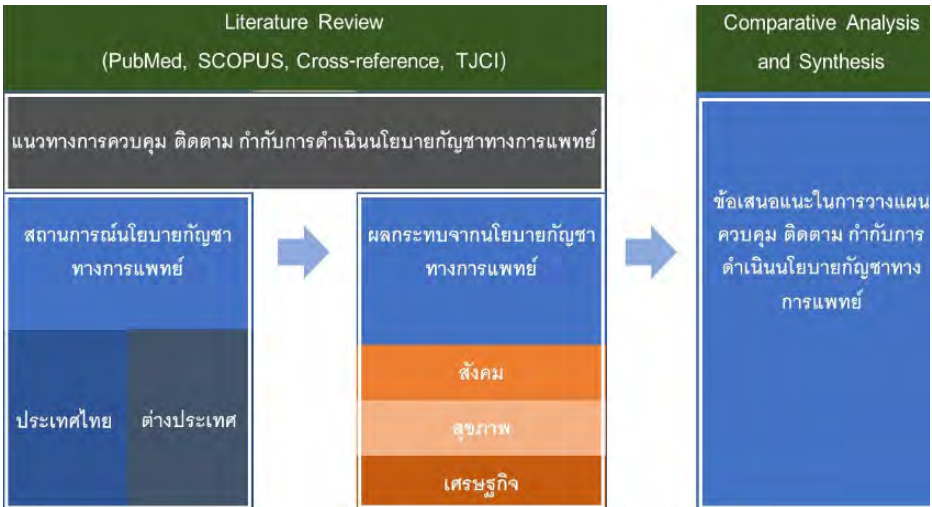 Literature Review
(PubMed, SCOPUS, Cross-reference, TJCI)
แนวทางการควบคุม ติดตาม กำกับการดำเนินนโยบายกัญชาทางการแพทย์
สถานการณ์นโยบายกัญชา
ทางการแพทย์
ประเทศไทย
ต่างประเทศ
ผลกระทบจากนโยบายกัญชา
ทางการแพทย์
สังคม
สุขภาพ
เศรษฐกิจ
Comparative Analysis
and Synthesis
ข้อเสนอแนะในการวางแผน
ควบคุม ติดตาม กำกับการ
ดำเนินนโยบายกัญชาทาง
การแพทย์